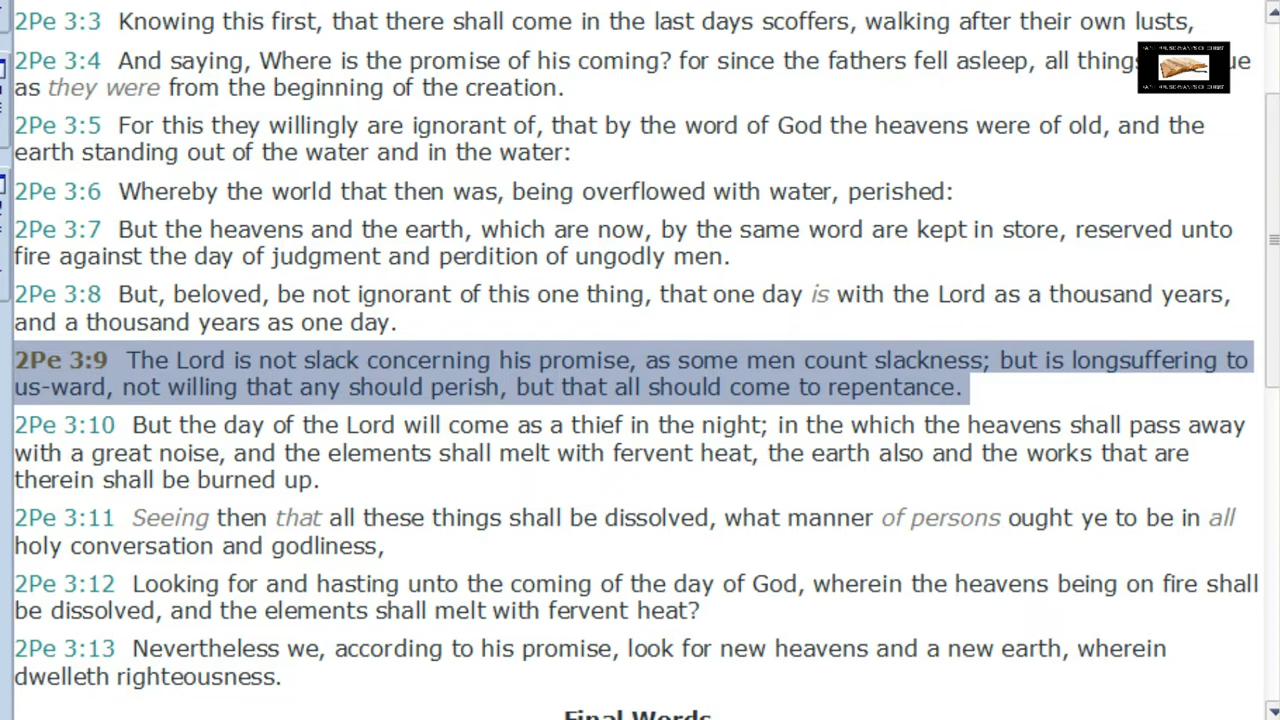 2Pe 3:3 Knowing this first, that there shall come in the last days scoffers, walking after their own lusts,
2Pe 3:4 And saying, Where is the promise of his coming? for since the fathers fell asleep, all things
as they were from the beginning of the creation.
2Pe 3:5 For this they willingly are ignorant of, that by the word of God the heavens were of old, and the
earth standing out of the water and in the water:
2Pe 3:6 Whereby the world that then was, being overflowed with water, perished:
2Pe 3:7 But the heavens and the earth, which are now, by the same word are kept in store, reserved unto
fire against the day of judgment and perdition of ungodly men.
2Pe 3:8 But, beloved, be not ignorant of this one thing, that one day is with the Lord as a thousand years,
and a thousand years as one day.
2Pe 3:9 The Lord is not slack concerning his promise, as some men count slackness; but is longsuffering to
us-ward, not willing that any should perish, but that all should come to repentance.
2Pe 3:10 But the day of the Lord will come as a thief in the night; in the which the heavens shall pass away
with a great noise, and the elements shall melt with fervent heat, the earth also and the works that are
therein shall be burned up.
2Pe 3:11 Seeing then that all these things shall be dissolved, what manner of persons ought ye to be in all
holy conversation and godliness,
2Pe 3:12 Looking for and hasting unto the coming of the day of God, wherein the heavens being on fire shall
be dissolved, and the elements shall melt with fervent heat?
2Pe 3:13 Nevertheless we, according to his promise, look for new heavens and a new earth, wherein
dwelleth righteousness.
Final Words